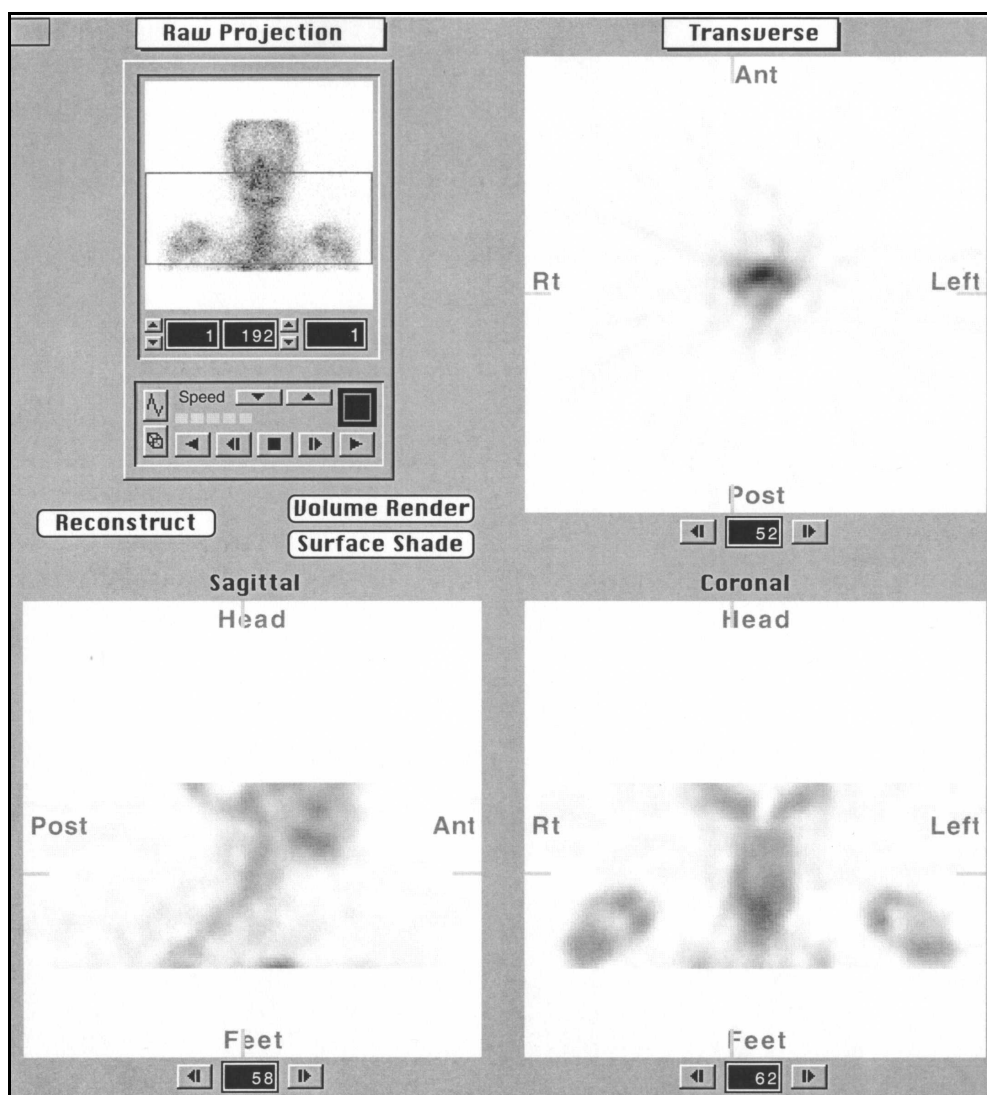 Raw Projection
1 192 1
Speed
Reconstruct
Volume Render
Surface Shade
Transverse
Ant
Rt Left
Post
52
Sagittal
Head
Post Ant
Feet
58
Coronal
Head
Rt Left
Feet
62